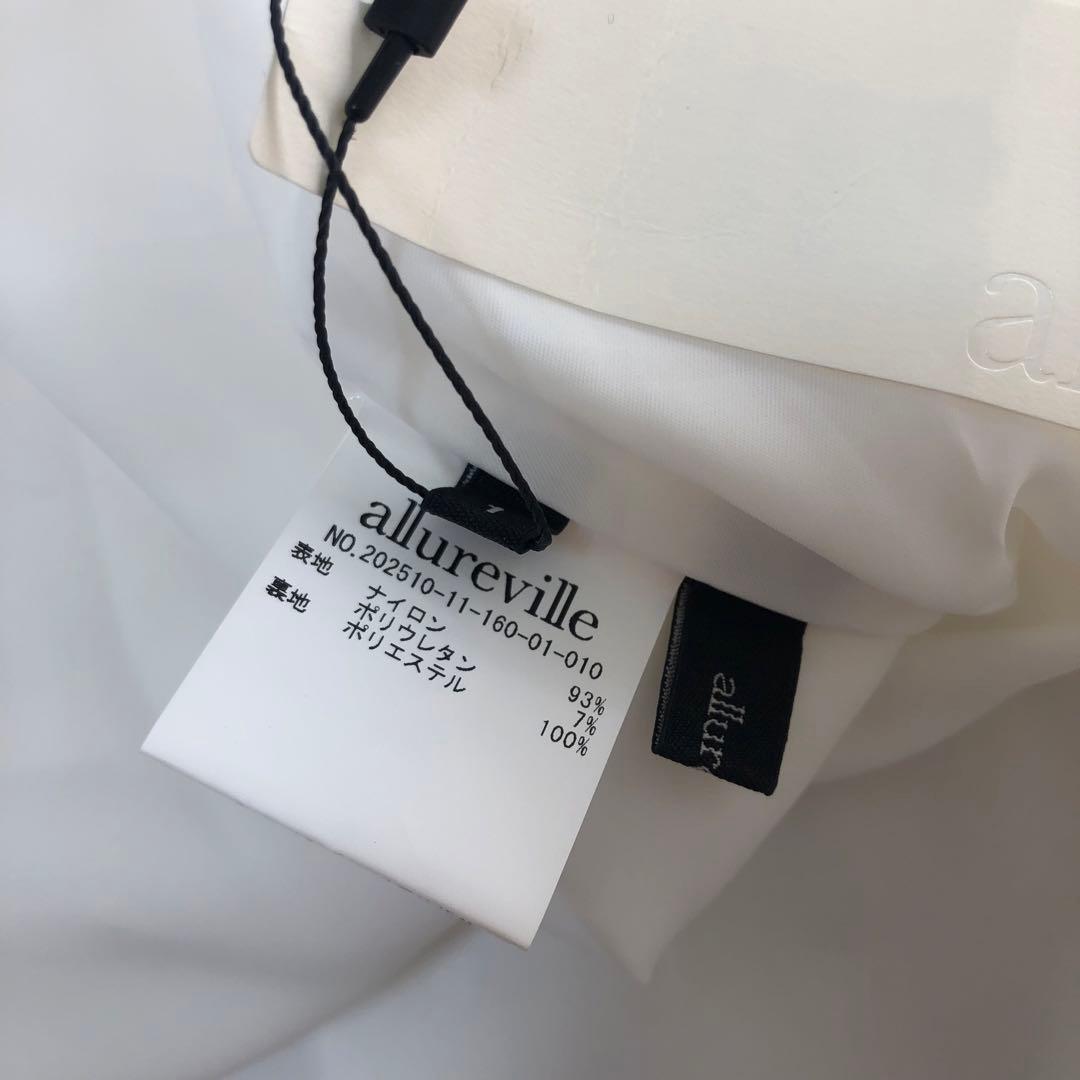 a
allureville
NO.202510-11-160-01-010
表地 ナイロン 93%
ポリウレタン 7%
裏地 ポリエステル 100%
allur